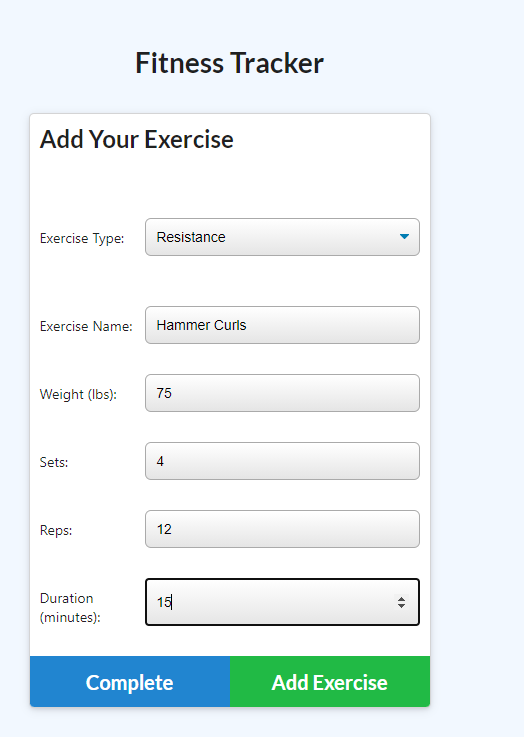 Fitness Tracker
Add Your Exercise
Exercise Type: Resistance
Exercise Name: Hammer Curls
Weight (lbs): 75
Sets: 4
Reps: 12
Duration
(minutes): 15
Complete Add Exercise